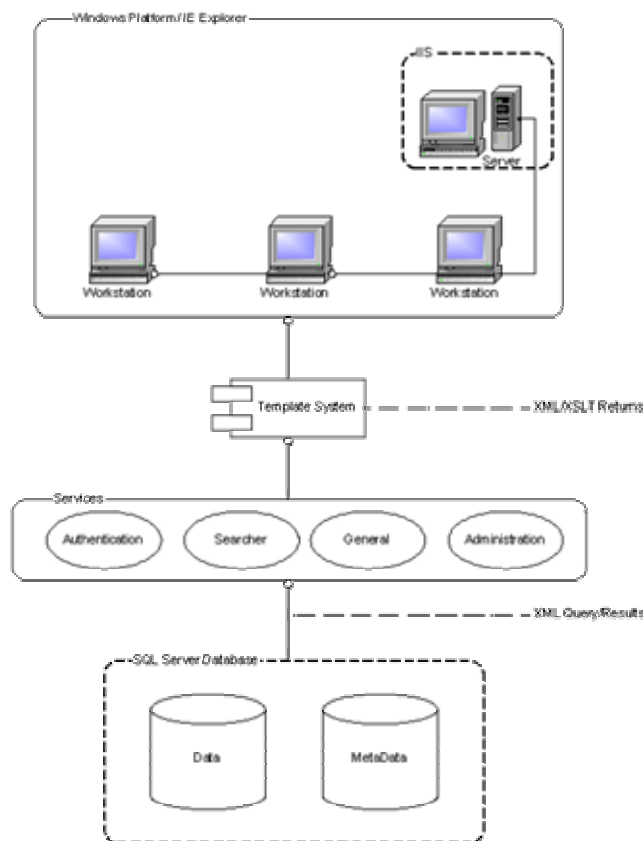 Windows Platform/IE Explorer
IIS
Server
Workstation
Workstation
Workstation
Template System
XML/XSLT Returns
Services
Authentication
Searcher
General
Administration
XML Query/Results
SQL Server Database
Data
MetaData